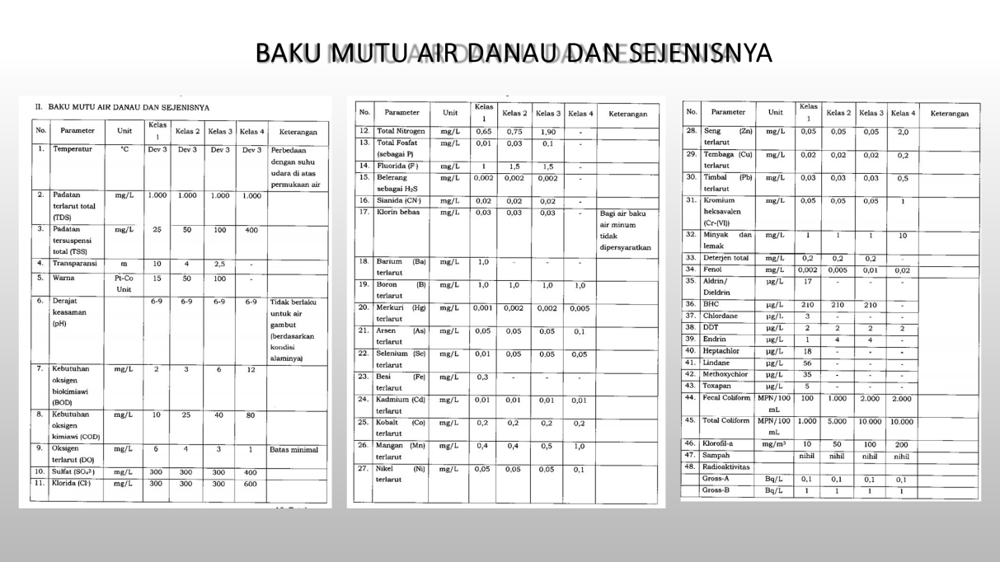 BAKU MUTU AIR DANAU DAN SEJENISNYA
II. BAKU MUTU AIR DANAU DAN SEJENISNYA
No. Parameter Unit Kelas 1 Kelas 2 Kelas 3 Kelas 4 Keterangan
1. Temperatur °C Dev 3 Dev 3 Dev 3 Dev 3 Perbedaan
dengan suhu
udara di atas
permukaan air
2. Padatan mg/L 1.000 1.000 1.000 1.000
terlarut total
(TDS)
3. Padatan mg/L 25 50 100 400
tersuspensi
total (TSS)
4. Transparansi m 10 4 2,5 -
5. Warna Pt-Co 15 50 100 -
Unit
6. Derajat 6-9 6-9 6-9 6-9 Tidak berlaku
keasaman untuk air
(pH) gambut
(berdasarkan
kondisi
alaminya)
7. Kebutuhan mg/L 2 3 6 12
oksigen
biokimiawi
(BOD)
8. Kebutuhan mg/L 10 25 40 80
oksigen
kimiawi (COD)
9. Oksigen mg/L 6 4 3 1 Batas minimal
terlarut (DO)
10. Sulfat (SO₄²⁻) mg/L 300 300 300 400
11. Klorida (Cl⁻) mg/L 300 300 300 600
No. Parameter Unit Kelas 1 Kelas 2 Kelas 3 Kelas 4 Keterangan
12. Total Nitrogen mg/L 0,65 0,75 1,90 -
13. Total Fosfat mg/L 0,01 0,03 0,1 -
(sebagai P)
14. Fluorida (F⁻) mg/L 1 1,5 1,5 -
15. Belerang mg/L 0,002 0,002 0,002 -
sebagai H₂S
16. Sianida (CN⁻) mg/L 0,02 0,02 0,02 -
17. Klorin bebas mg/L 0,03 0,03 0,03 - Bagi air baku
air minum
tidak
dipersyaratkan
18. Barium (Ba) mg/L 1,0 - - -
terlarut
19. Boron (B) mg/L 1,0 1,0 1,0 1,0
terlarut
20. Merkuri (Hg) mg/L 0,001 0,002 0,002 0,005
terlarut
21. Arsen (As) mg/L 0,05 0,05 0,05 0,1
terlarut
22. Selenium (Se) mg/L 0,01 0,05 0,05 0,05
terlarut
23. Besi (Fe) mg/L 0,3 - - -
terlarut
24. Kadmium (Cd) mg/L 0,01 0,01 0,01 0,01
terlarut
25. Kobalt (Co) mg/L 0,2 0,2 0,2 0,2
terlarut
26. Mangan (Mn) mg/L 0,4 0,4 0,5 1,0
terlarut
27. Nikel (Ni) mg/L 0,05 0,05 0,05 0,1
terlarut
No. Parameter Unit Kelas 1 Kelas 2 Kelas 3 Kelas 4 Keterangan
28. Seng (Zn) mg/L 0,05 0,05 0,05 2,0
terlarut
29. Tembaga (Cu) mg/L 0,02 0,02 0,02 0,2
terlarut
30. Timbal (Pb) mg/L 0,03 0,03 0,03 0,5
terlarut
31. Kromium mg/L 0,05 0,05 0,05 1
heksavalen
(Cr-(VI))
32. Minyak dan mg/L 1 1 1 10
lemak
33. Deterjen total mg/L 0,2 0,2 0,2 -
34. Fenol mg/L 0,002 0,005 0,01 0,02
35. Aldrin/ µg/L 17 - - -
Dieldrin
36. BHC µg/L 210 210 210 -
37. Chlordane µg/L 3 - - -
38. DDT µg/L 2 2 2 2
39. Endrin µg/L 1 4 4 -
40. Heptachlor µg/L 18 - - -
41. Lindane µg/L 56 - - -
42. Methoxychlor µg/L 35 - - -
43. Toxapan µg/L 5 - - -
44. Fecal Coliform MPN/100 100 1.000 2.000 2.000
mL
45. Total Coliform MPN/100 1.000 5.000 10.000 10.000
mL
46. Klorofil-a mg/m³ 10 50 100 200
47. Sampah nihil nihil nihil nihil
48. Radioaktivitas
Gross-A Bq/L 0,1 0,1 0,1 0,1
Gross-B Bq/L 1 1 1 1